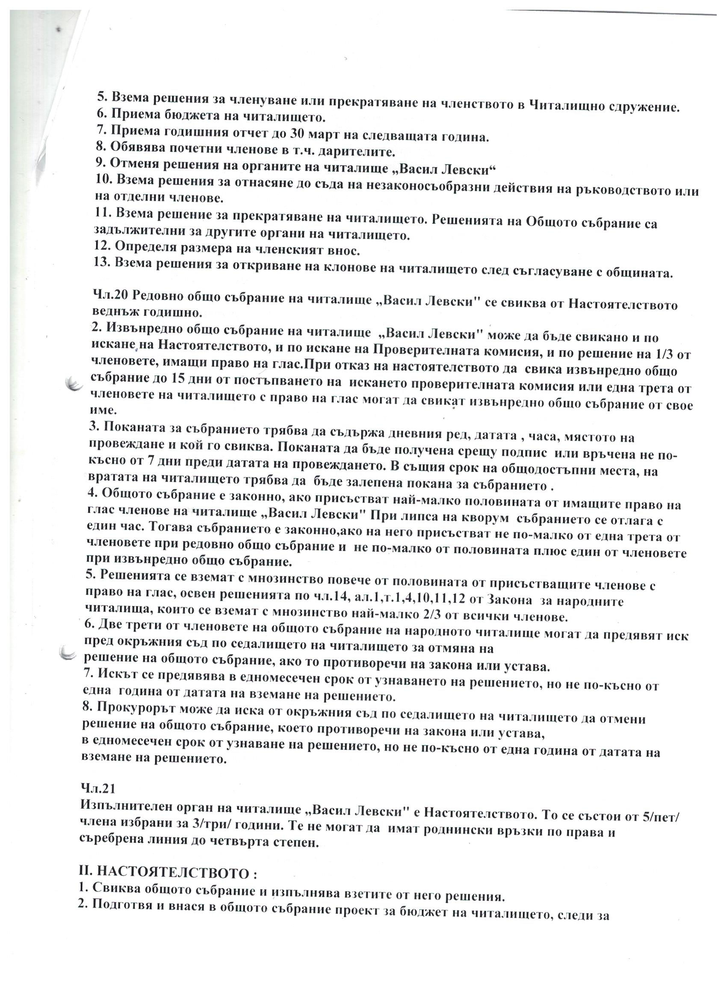 5. Взема решения за членуване или прекратяване на членството в Читалищно сдружение.
6. Приема бюджета на читалището.
7. Приема годишния отчет до 30 март на следващата година.
8. Обявява почетни членове в т.ч. дарителите.
9. Отменя решения на органите на читалище „Васил Левски“
10. Взема решения за отнасяне до съда на незаконосъобразни действия на ръководството или
на отделни членове.
11. Взема решение за прекратяване на читалището. Решенията на Общото събрание са
задължителни за другите органи на читалището.
12. Определя размера на членският внос.
13. Взема решения за откриване на клонове на читалището след съгласуване с общината.
Чл.20 Редовно общо събрание на читалище „Васил Левски" се свиква от Настоятелството
веднъж годишно.
2. Извънредно общо събрание на читалище „Васил Левски" може да бъде свикано и по
искане на Настоятелството, и по искане на Проверителната комисия, и по решение на 1/3 от
членовете, имащи право на глас.При отказ на настоятелството да свика извънредно общо
събрание до 15 дни от постъпването на искането проверителната комисия или една трета от
членовете на читалището с право на глас могат да свикат извънредно общо събрание от свое
име.
3. Поканата за събранието трябва да съдържа дневния ред, датата , часа, мястото на
провеждане и кой го свиква. Поканата да бъде получена срещу подпис или връчена не по-
късно от 7 дни преди датата на провеждането. В същия срок на общодостъпни места, на
вратата на читалището трябва да бъде залепена покана за събранието .
4. Общото събрание е законно, ако присъстват най-малко половината от имащите право на
глас членове на читалище „Васил Левски" При липса на кворум събранието се отлага с
един час. Тогава събранието е законно,ако на него присъстват не по-малко от една трета от
членовете при редовно общо събрание и не по-малко от половината плюс един от членовете
при извънредно общо събрание.
5. Решенията се вземат с мнозинство повече от половината от присъстващите членове с
право на глас, освен решенията по чл.14, ал.1,т.1,4,10,11,12 от Закона за народните
читалища, които се вземат с мнозинство най-малко 2/3 от всички членове.
6. Две трети от членовете на общото събрание на народното читалище могат да предявят иск
пред окръжния съд по седалището на читалището за отмяна на
решение на общото събрание, ако то противоречи на закона или устава.
7. Искът се предявява в едномесечен срок от узнаването на решението, но не по-късно от
една година от датата на вземане на решението.
8. Прокурорът може да иска от окръжния съд по седалището на читалището да отмени
решение на общото събрание, което противоречи на закона или устава,
в едномесечен срок от узнаване на решението, но не по-късно от една година от датата на
вземане на решението.
Чл.21
Изпълнителен орган на читалище „Васил Левски" е Настоятелството. То се състои от 5/пет/
члена избрани за 3/три/ години. Те не могат да имат роднински връзки по права и
съребрена линия до четвърта степен.
II. НАСТОЯТЕЛСТВОТО :
1. Свиква общото събрание и изпълнява взетите от него решения.
2. Подготвя и внася в общото събрание проект за бюджет на читалището, следи за